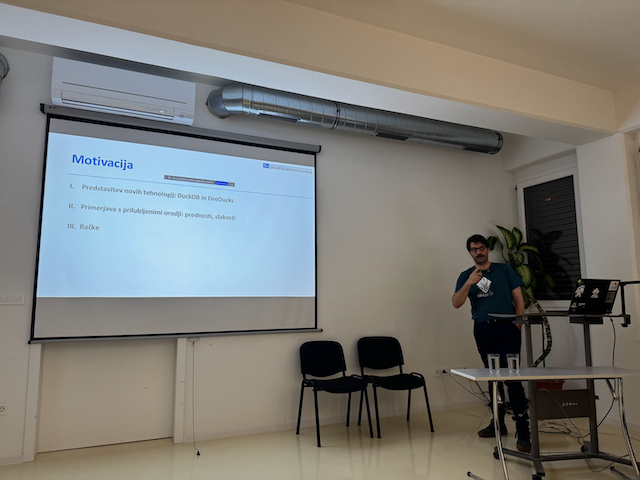 Motivacija
I. Predstavitev novih tehnologij: DuckDB in FireDucks
II. Primerjava s priljubljenimi orodji: prednosti, slabosti
III. Račke